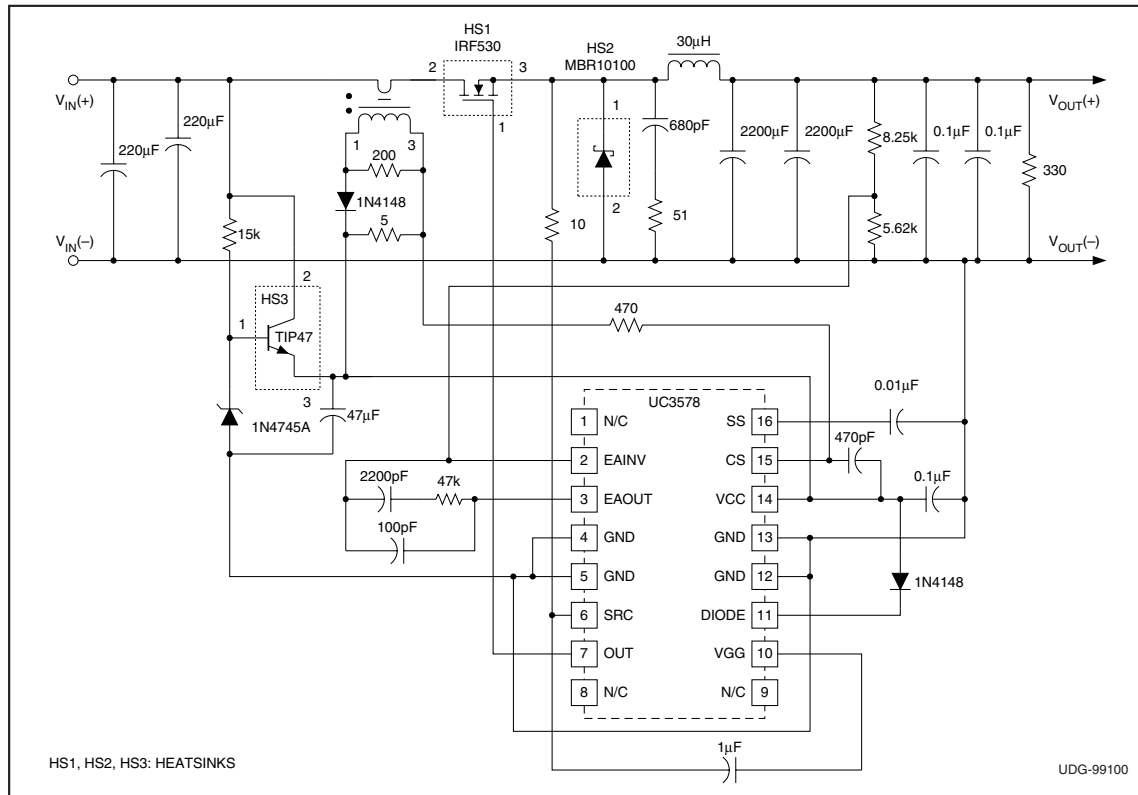 HS1
IRF530
HS2
MBR10100
30μH
2
3
1
VIN(+)
VOUT(+)
220μF
220μF
1
3
200
1N4148
5
1
2
680pF
51
10
2200μF
2200μF
8.25k
5.62k
0.1μF
0.1μF
330
15k
VIN(–)
VOUT(–)
HS3
2
1
TIP47
3
47μF
1N4745A
470
0.01μF
470pF
0.1μF
2200pF
47k
100pF
UC3578
1 N/C
SS 16
2 EAINV
CS 15
3 EAOUT
VCC 14
4 GND
GND 13
5 GND
GND 12
1N4148
6 SRC
DIODE 11
7 OUT
VGG 10
8 N/C
N/C 9
1μF
HS1, HS2, HS3: HEATSINKS
UDG-99100